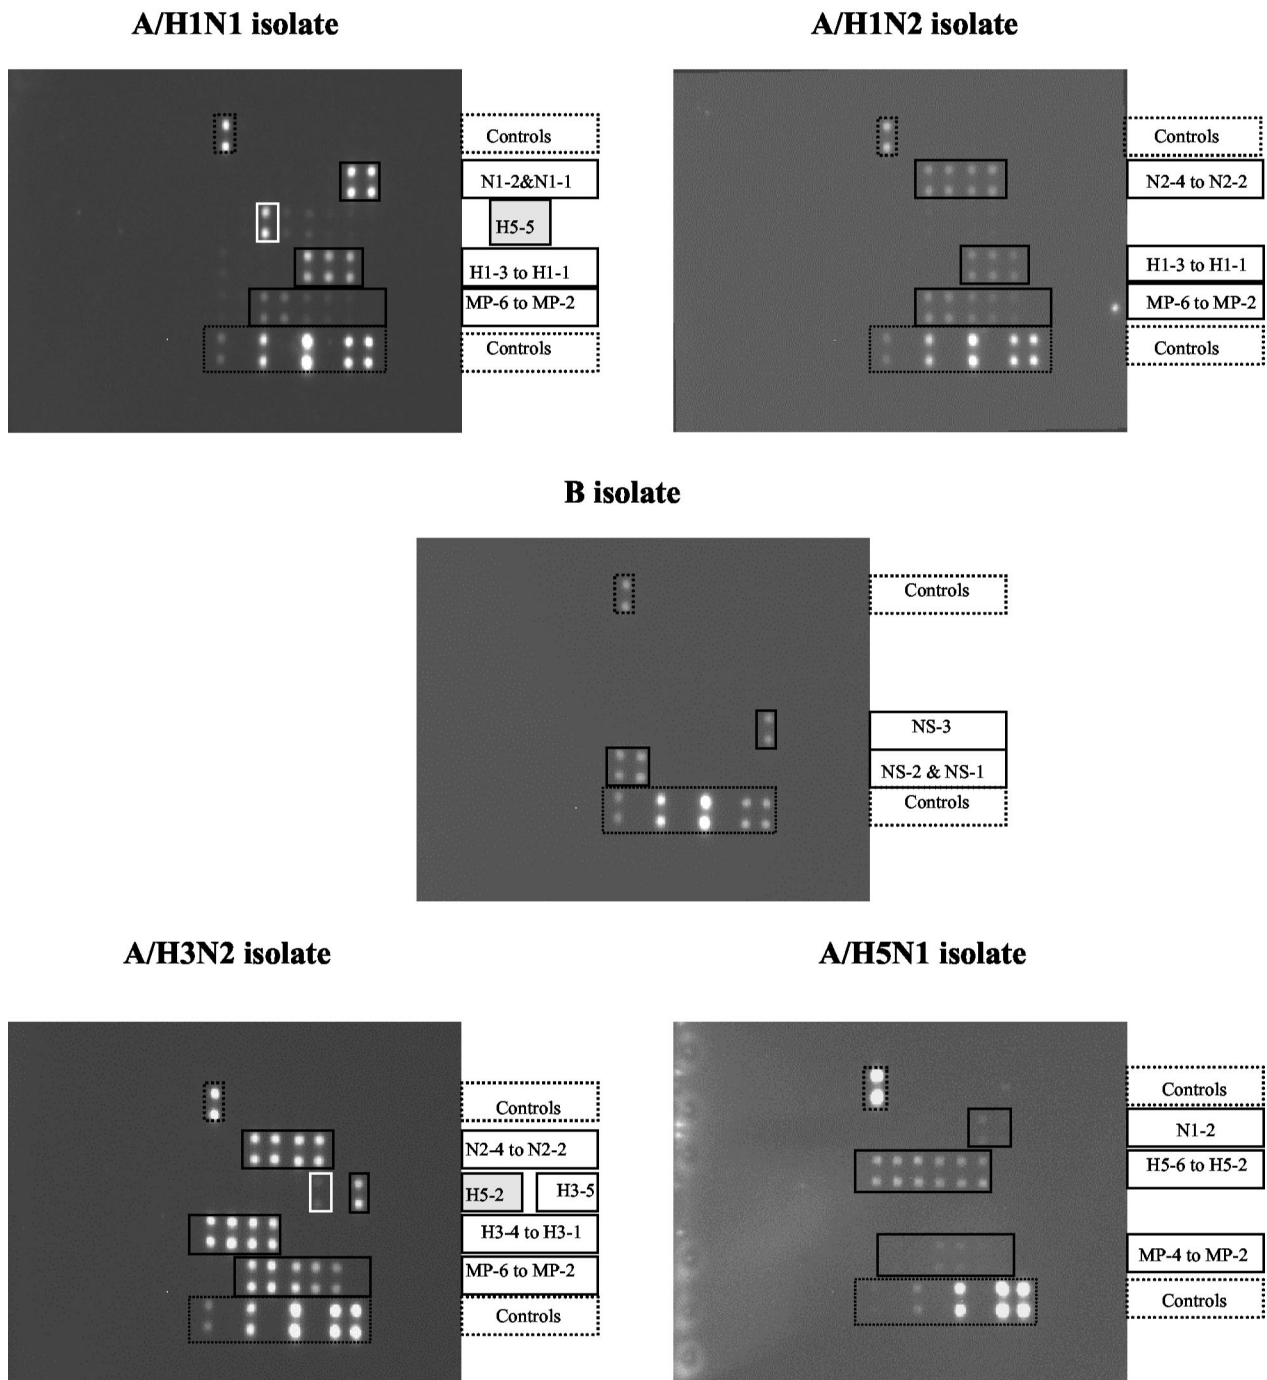 A/H1N1 isolate
A/H1N2 isolate
Controls
N1-2&N1-1
H5-5
H1-3 to H1-1
MP-6 to MP-2
Controls
Controls
N2-4 to N2-2
H1-3 to H1-1
MP-6 to MP-2
Controls
B isolate
Controls
NS-3
NS-2 & NS-1
Controls
A/H3N2 isolate
A/H5N1 isolate
Controls
N2-4 to N2-2
H5-2 H3-5
H3-4 to H3-1
MP-6 to MP-2
Controls
Controls
N1-2
H5-6 to H5-2
MP-4 to MP-2
Controls